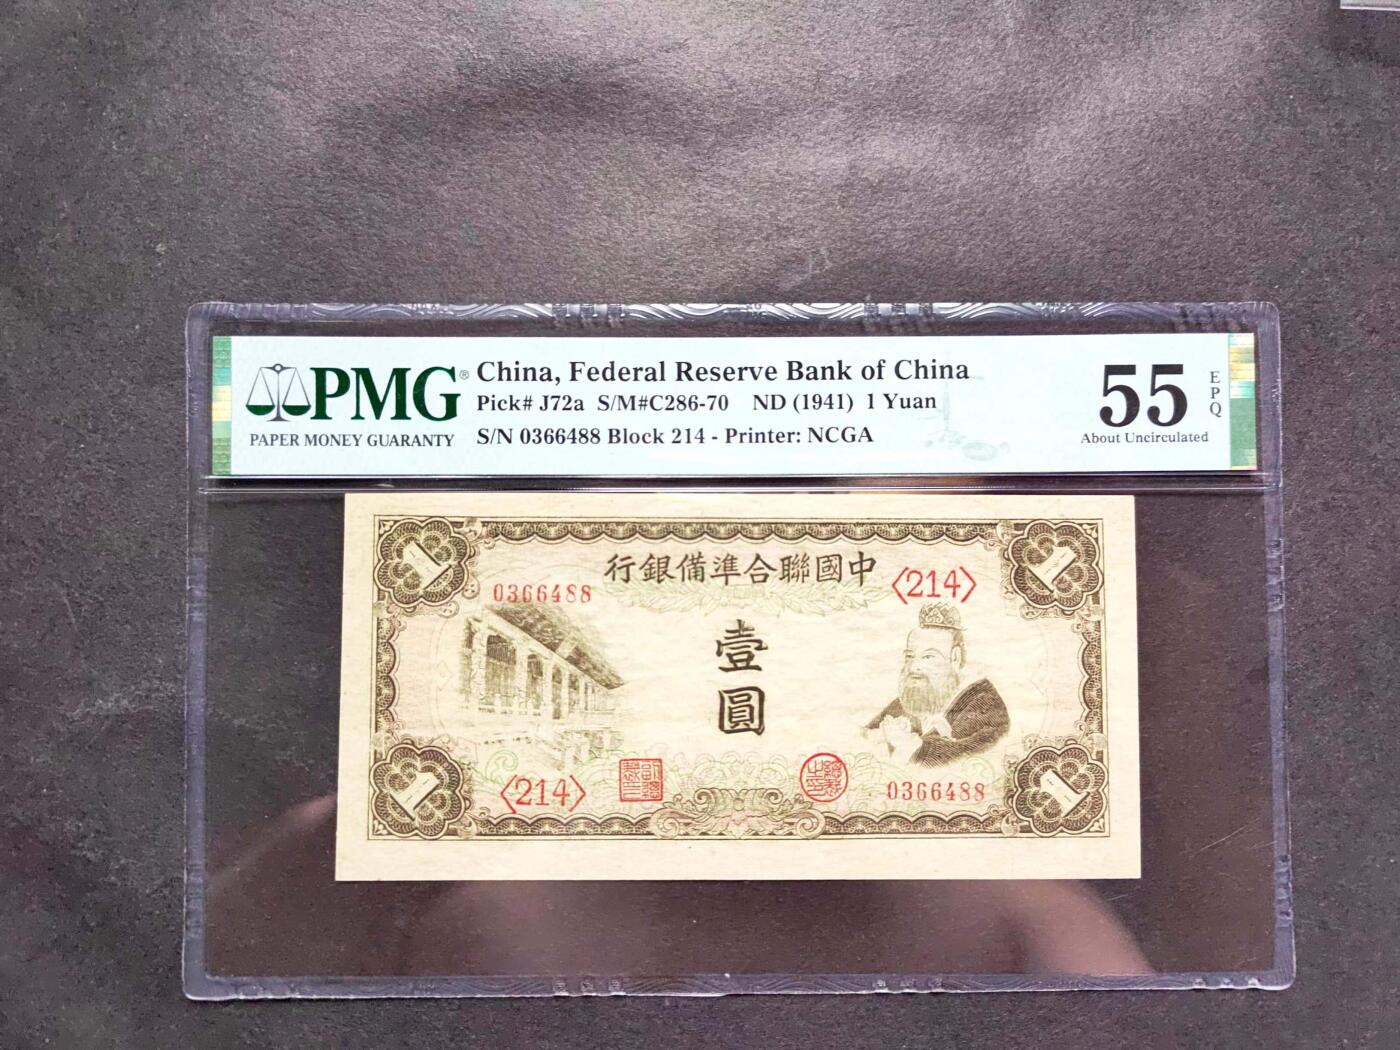 PMG®
PAPER MONEY GUARANTY
China, Federal Reserve Bank of China
Pick# J72a S/M#C286-70 ND (1941) 1 Yuan
S/N 0366488 Block 214 - Printer: NCGA
55
EPQ
About Uncirculated
行銀備準合聯國中
1
1
0366488
〈214〉
壹
圓
〈214〉
0366488
1
1